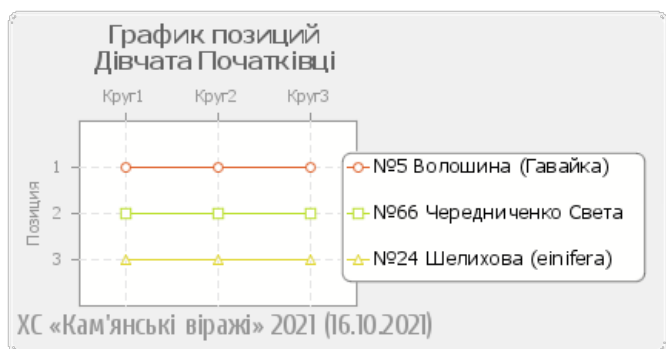 График позиций
Дівчата Початківці
Круг1 Круг2 Круг3
Позиция
1
2
3
№5 Волошина (Гавайка)
№66 Чередниченко Света
№24 Шелихова (einifera)
ХС «Кам'янські віражі» 2021 (16.10.2021)